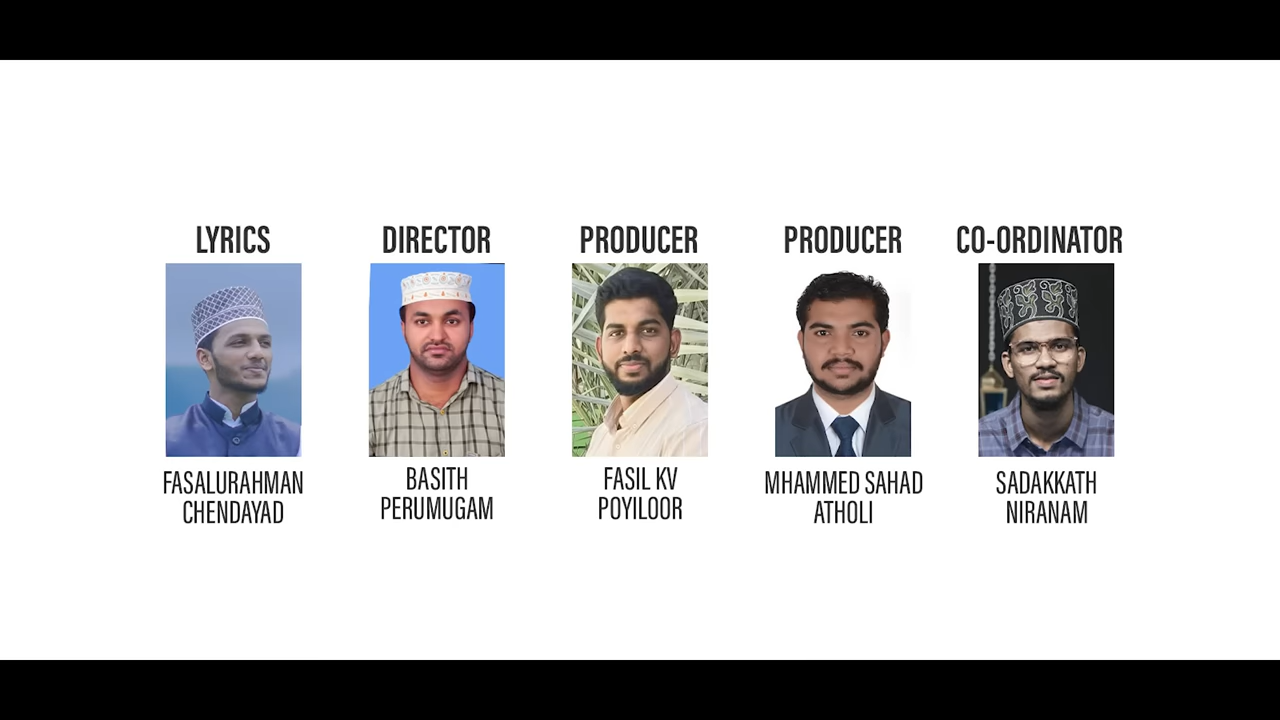 LYRICS
FASALURAHMAN
CHENDAYAD
DIRECTOR
BASITH
PERUMUGAM
PRODUCER
FASIL KV
POYILOOR
PRODUCER
MHAMMED SAHAD
ATHOLI
CO-ORDINATOR
SADAKKATH
NIRANAM